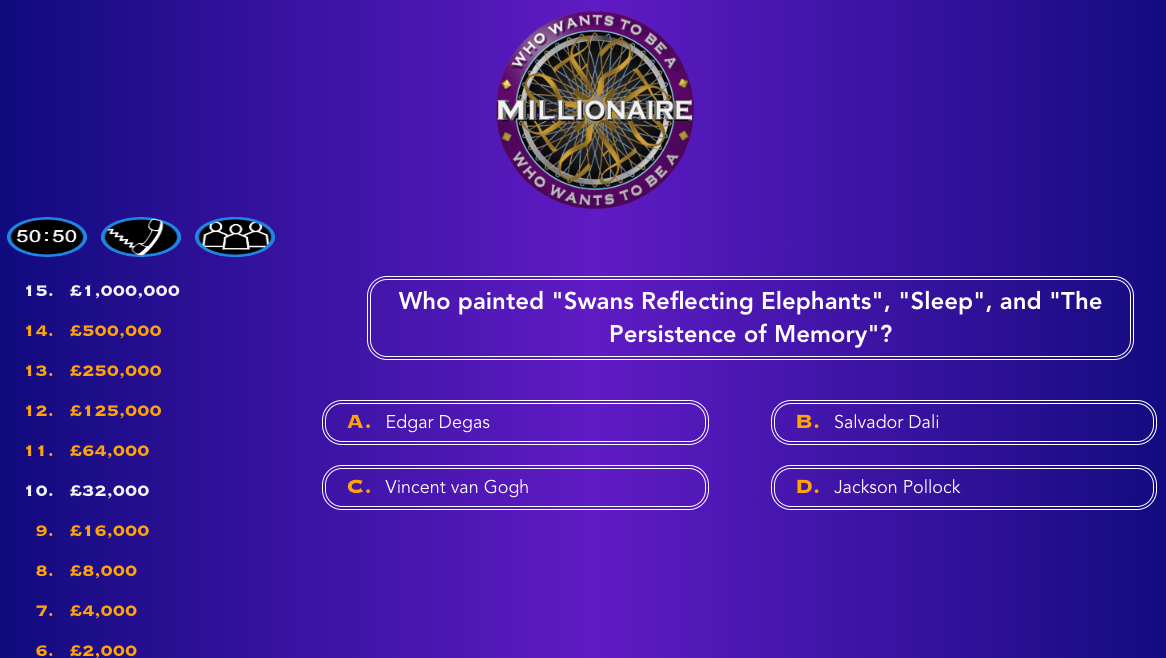 WHO WANTS TO BE A
MILLIONAIRE
WHO WANTS TO BE A
50:50
15. £1,000,000
14. £500,000
13. £250,000
12. £125,000
11. £64,000
10. £32,000
9. £16,000
8. £8,000
7. £4,000
6. £2,000
Who painted "Swans Reflecting Elephants", "Sleep", and "The
Persistence of Memory"?
A. Edgar Degas
B. Salvador Dali
C. Vincent van Gogh
D. Jackson Pollock